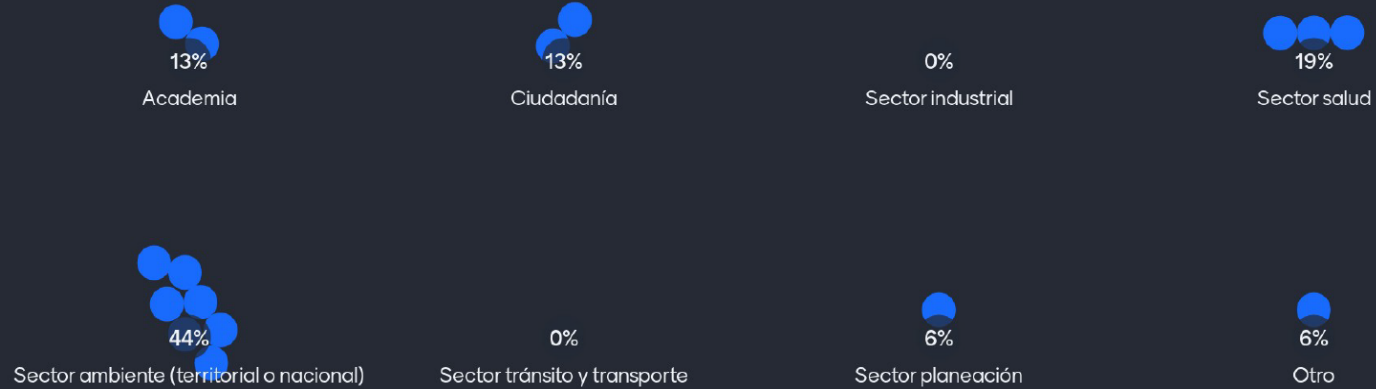 13%
Academia
13%
Ciudadanía
0%
Sector industrial
19%
Sector salud
44%
Sector ambiente (territorial o nacional)
0%
Sector tránsito y transporte
6%
Sector planeación
6%
Otro